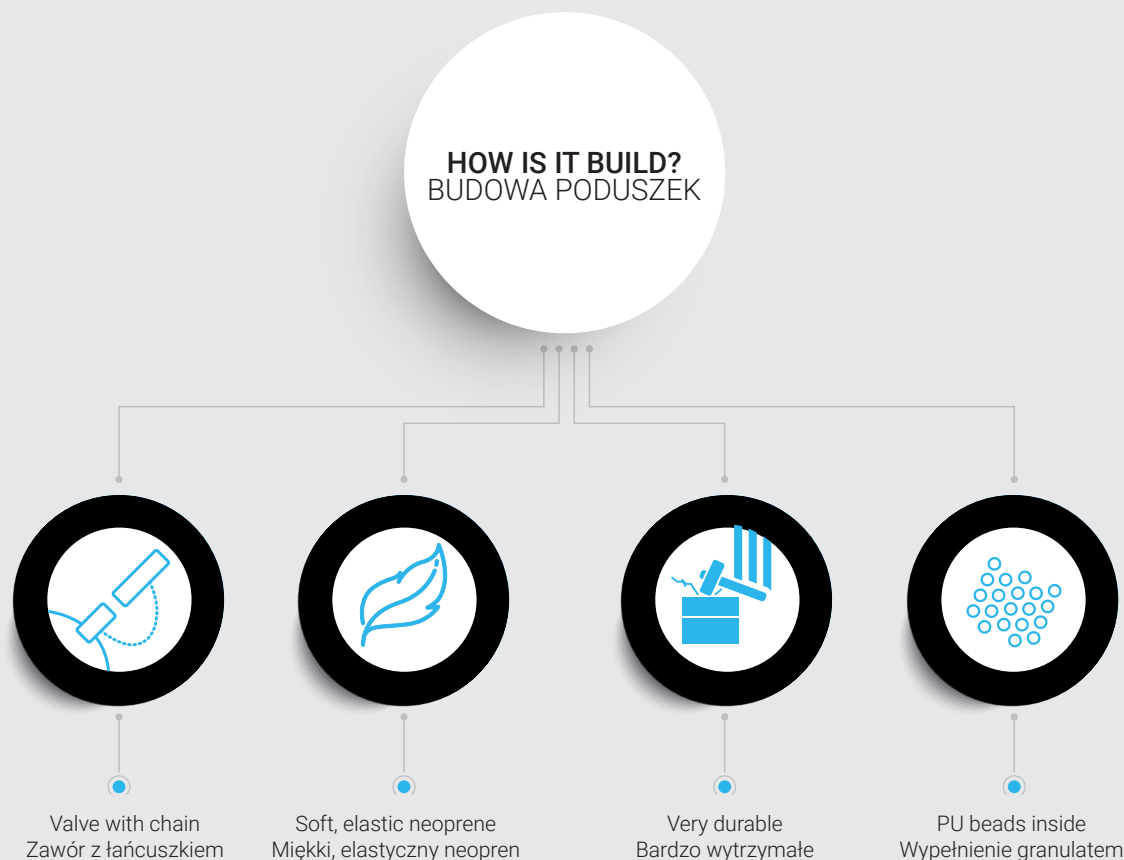 HOW IS IT BUILD?
BUDOWA PODUSZEK
Valve with chain
Zawór z łańcuszkiem
Soft, elastic neoprene
Miękki, elastyczny neopren
Very durable
Bardzo wytrzymałe
PU beads inside
Wypełnienie granulatem